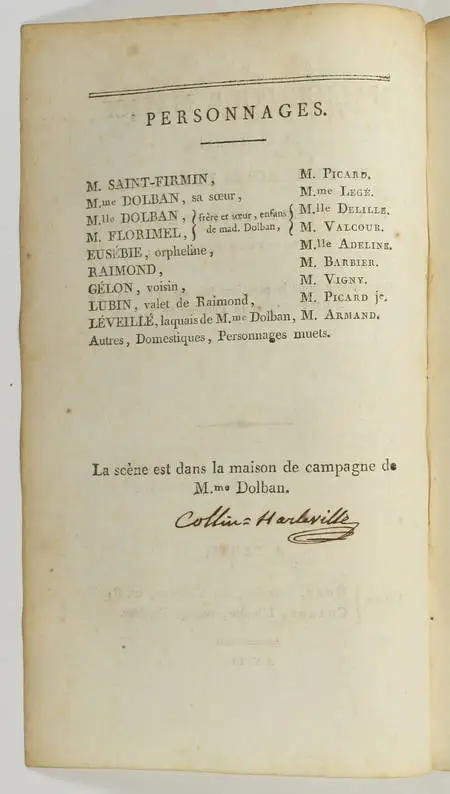 PERSONNAGES.
M. SAINT-FIRMIN, M. PICARD.
M.me DOLBAN, sa sœur, M.me LEGÉ.
M.lle DOLBAN, } frère et sœur, enfans { M.lle DELILLE.
M. FLORIMEL, } de mad. Dolban, } M. VALCOUR.
EUSÉBIE, orpheline, M.lle ADELINE.
RAIMOND, M. BARBIER.
GÉLON, voisin, M. VIGNY.
LUBIN, valet de Raimond, M. PICARD je.
LÉVEILLÉ, laquais de M.me Dolban, M. ARMAND.
Autres, Domestiques, Personnages muets.
La scène est dans la maison de campagne de
M.me Dolban.
Collin=Harleville